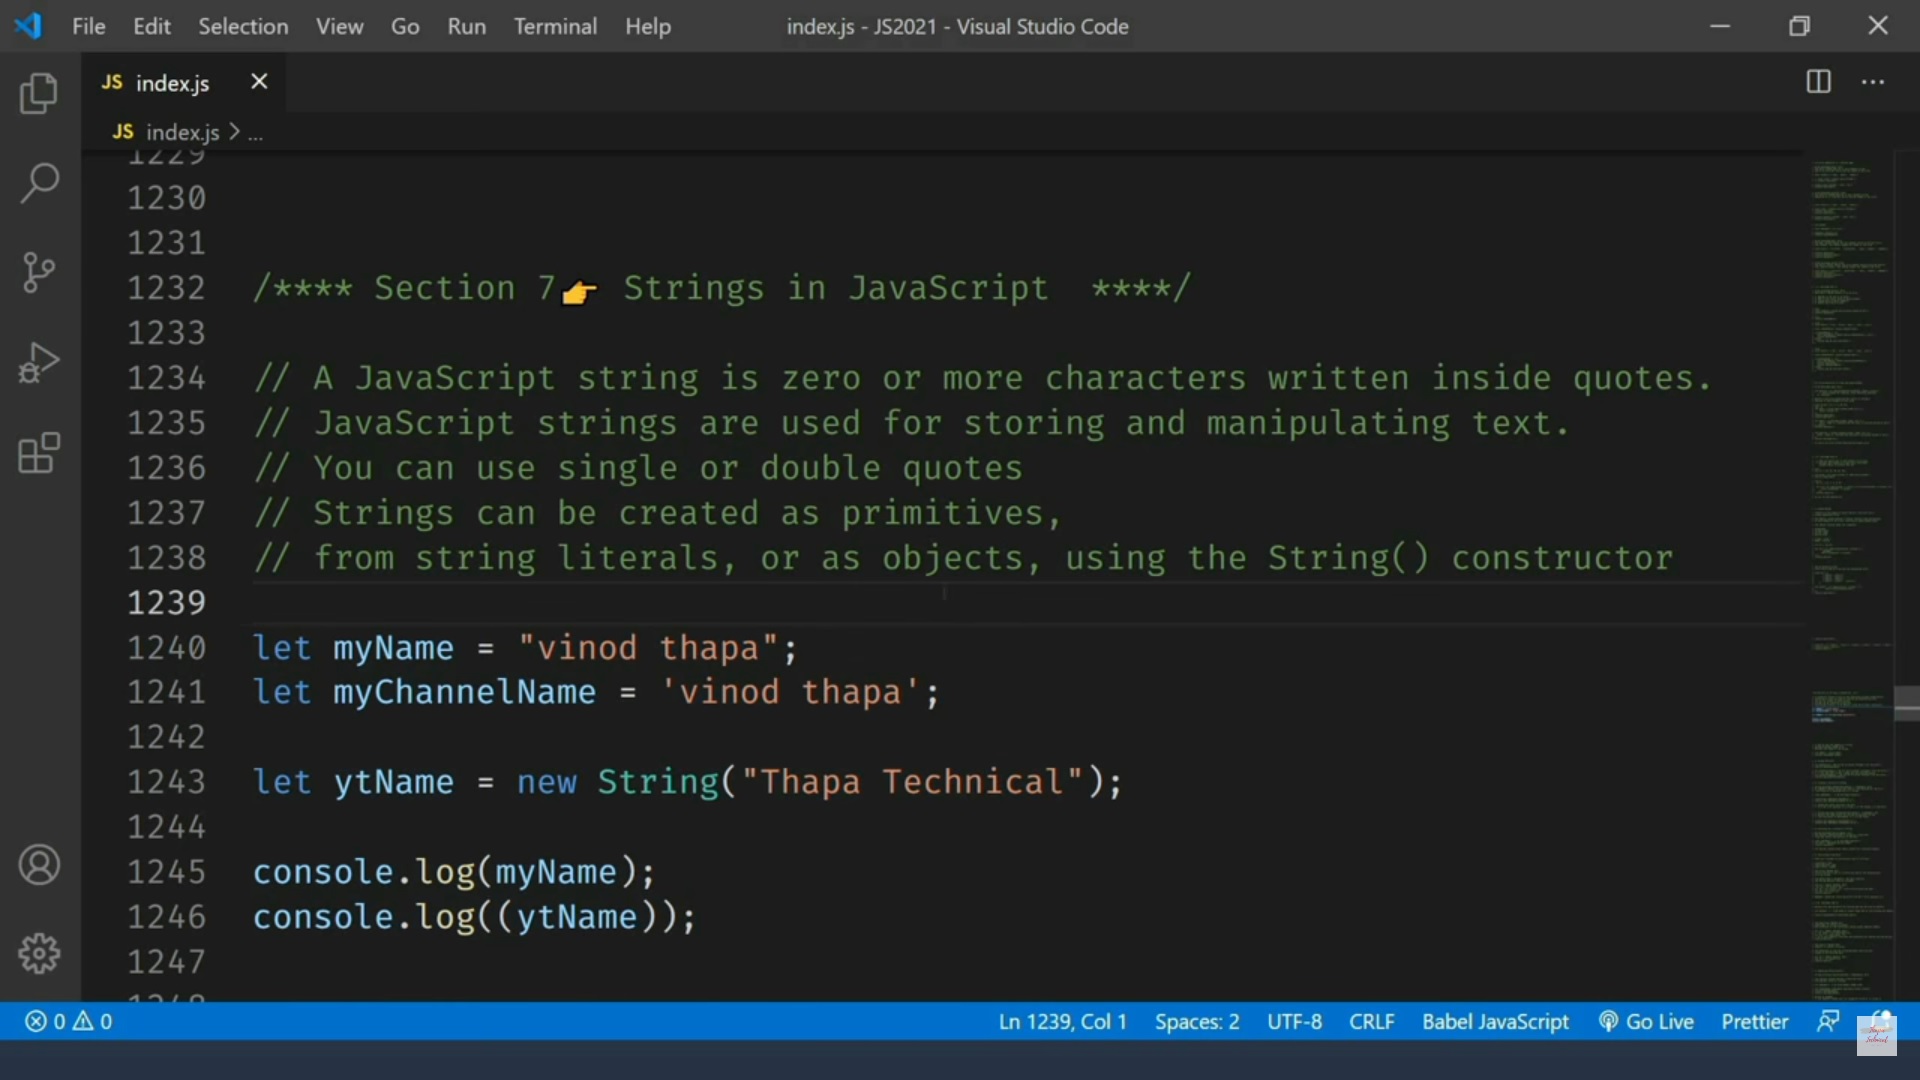 File Edit Selection View Go Run Terminal Help index.js - JS2021 - Visual Studio Code
JS index.js
JS index.js > ...
1229
1230
1231
1232 /**** Section 7👉 Strings in JavaScript ****/
1233
1234 // A JavaScript string is zero or more characters written inside quotes.
1235 // JavaScript strings are used for storing and manipulating text.
1236 // You can use single or double quotes
1237 // Strings can be created as primitives,
1238 // from string literals, or as objects, using the String() constructor
1239
1240 let myName = "vinod thapa";
1241 let myChannelName = 'vinod thapa';
1242
1243 let ytName = new String("Thapa Technical");
1244
1245 console.log(myName);
1246 console.log((ytName));
1247
1248
0 0 Ln 1239, Col 1 Spaces: 2 UTF-8 CRLF Babel JavaScript Go Live Prettier